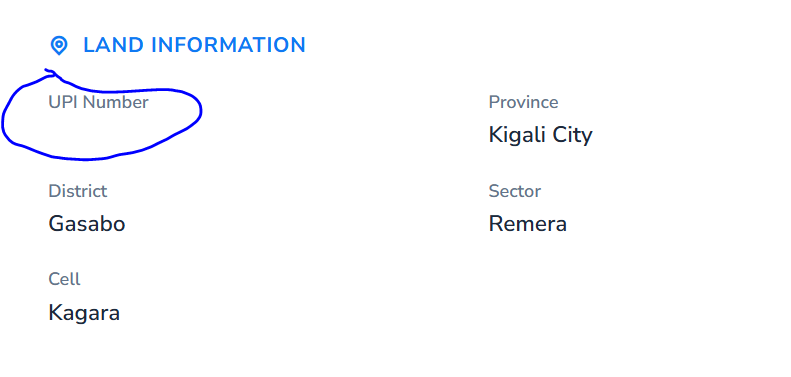 LAND INFORMATION
UPI Number
Province
Kigali City
District
Sector
Gasabo
Remera
Cell
Kagara